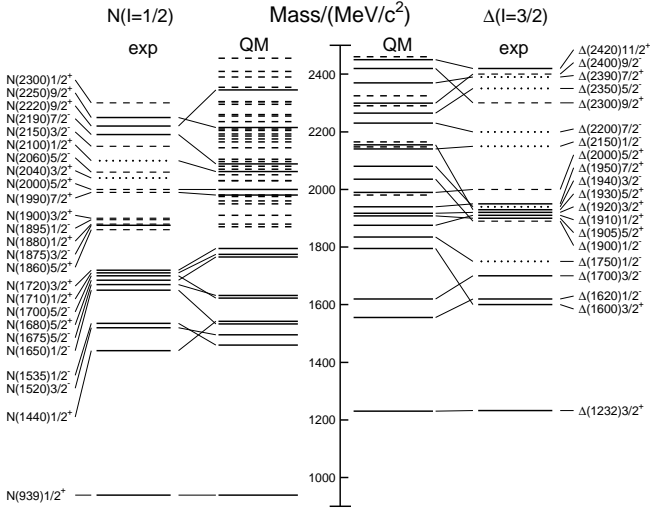 N(I=1/2)
Mass/(MeV/c²)
Δ(I=3/2)
exp
QM
QM
exp
N(2300)1/2⁺
N(2250)9/2⁻
N(2220)9/2⁺
N(2190)7/2⁻
N(2150)3/2⁻
N(2100)1/2⁺
N(2060)5/2⁻
N(2040)3/2⁺
N(2000)5/2⁺
N(1990)7/2⁺
N(1900)3/2⁺
N(1895)1/2⁻
N(1880)1/2⁺
N(1875)3/2⁻
N(1860)5/2⁺
N(1720)3/2⁺
N(1710)1/2⁺
N(1700)5/2⁻
N(1680)5/2⁺
N(1675)5/2⁻
N(1650)1/2⁻
N(1535)1/2⁻
N(1520)3/2⁻
N(1440)1/2⁺
N(939)1/2⁺
2400
2200
2000
1800
1600
1400
1200
1000
Δ(2420)11/2⁺
Δ(2400)9/2⁻
Δ(2390)7/2⁺
Δ(2350)5/2⁻
Δ(2300)9/2⁺
Δ(2200)7/2⁻
Δ(2150)1/2⁻
Δ(2000)5/2⁺
Δ(1950)7/2⁺
Δ(1940)3/2⁻
Δ(1930)5/2⁻
Δ(1920)3/2⁺
Δ(1910)1/2⁺
Δ(1905)5/2⁺
Δ(1900)1/2⁻
Δ(1750)1/2⁻
Δ(1700)3/2⁻
Δ(1620)1/2⁻
Δ(1600)3/2⁺
Δ(1232)3/2⁺